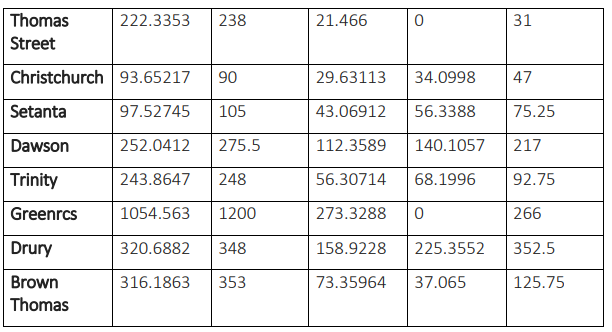 Thomas Street 222.3353 238 21.466 0 31
Christchurch 93.65217 90 29.63113 34.0998 47
Setanta 97.52745 105 43.06912 56.3388 75.25
Dawson 252.0412 275.5 112.3589 140.1057 217
Trinity 243.8647 248 56.30714 68.1996 92.75
Greenrcs 1054.563 1200 273.3288 0 266
Drury 320.6882 348 158.9228 225.3552 352.5
Brown Thomas 316.1863 353 73.35964 37.065 125.75